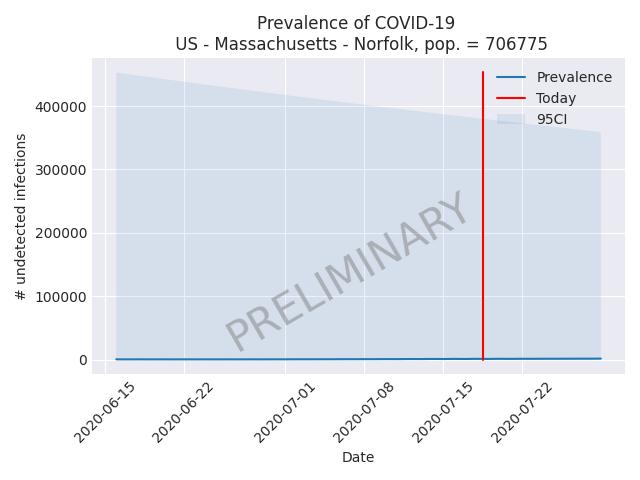 Prevalence of COVID-19
US - Massachusetts - Norfolk, pop. = 706775
Prevalence
Today
95CI
400000
300000
200000
100000
0
# undetected infections
PRELIMINARY
2020-06-15
2020-06-22
2020-07-01
2020-07-08
2020-07-15
2020-07-22
Date